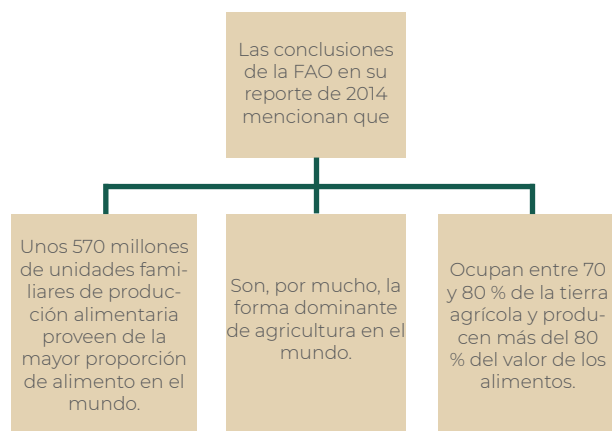 Las conclusiones
de la FAO en su
reporte de 2014
mencionan que
Unos 570 millones
de unidades fami-
liares de produc-
ción alimentaria
proveen de la
mayor proporción
de alimento en el
mundo.
Son, por mucho, la
forma dominante
de agricultura en el
mundo.
Ocupan entre 70
y 80 % de la tierra
agrícola y produ-
cen más del 80
% del valor de los
alimentos.